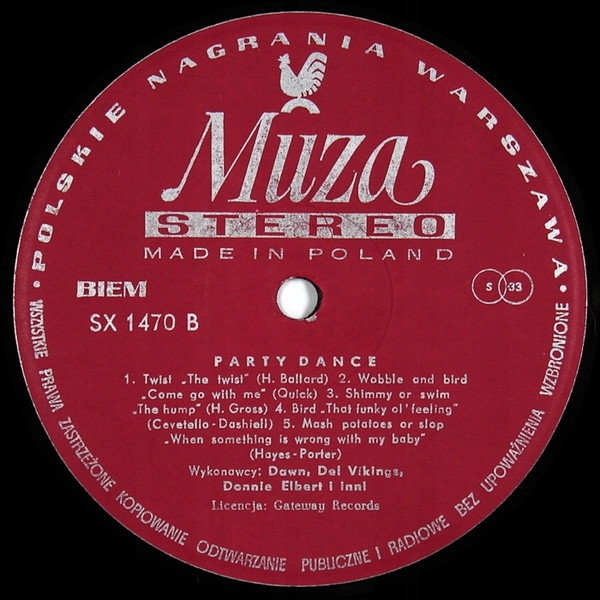 • POLSKIE NAGRANIA WARSZAWA •
Muza
STEREO
MADE IN POLAND
BIEM
S 33
SX 1470 B
PARTY DANCE
1. Twist „The twist" (H. Ballard) 2. Wobble and bird
„Come go with me" (Quick) 3. Shimmy or swim
„The hump" (H. Gross) 4. Bird „That funky ol' feeling"
(Cevetello-Dashiell) 5. Mash potatoes or slop
„When something is wrong with my baby"
(Hayes-Porter)
Wykonawcy: Dawn, Del Vikings,
Donnie Elbert i inni
Licencja: Gateway Records
WSZYSTKIE PRAWA ZASTRZEŻONE KOPIOWANIE ODTWARZANIE PUBLICZNE I RADIOWE BEZ UPOWAŻNIENIA WZBRONIONE